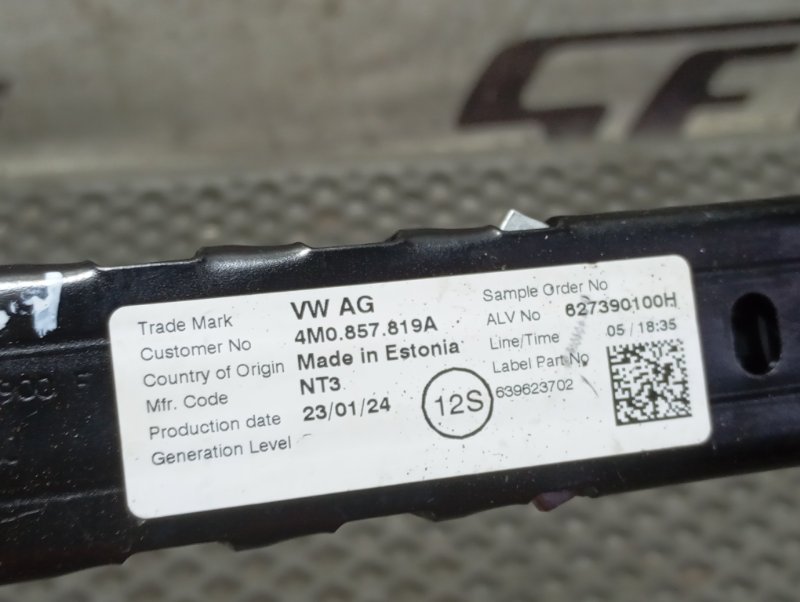 Trade Mark VW AG
Customer No 4M0.857.819A
Country of Origin Made in Estonia
Mfr. Code NT3
Production date 23/01/24
Generation Level
12S
Sample Order No
ALV No 627390100H
Line/Time 05 / 18:35
Label Part No
639623702